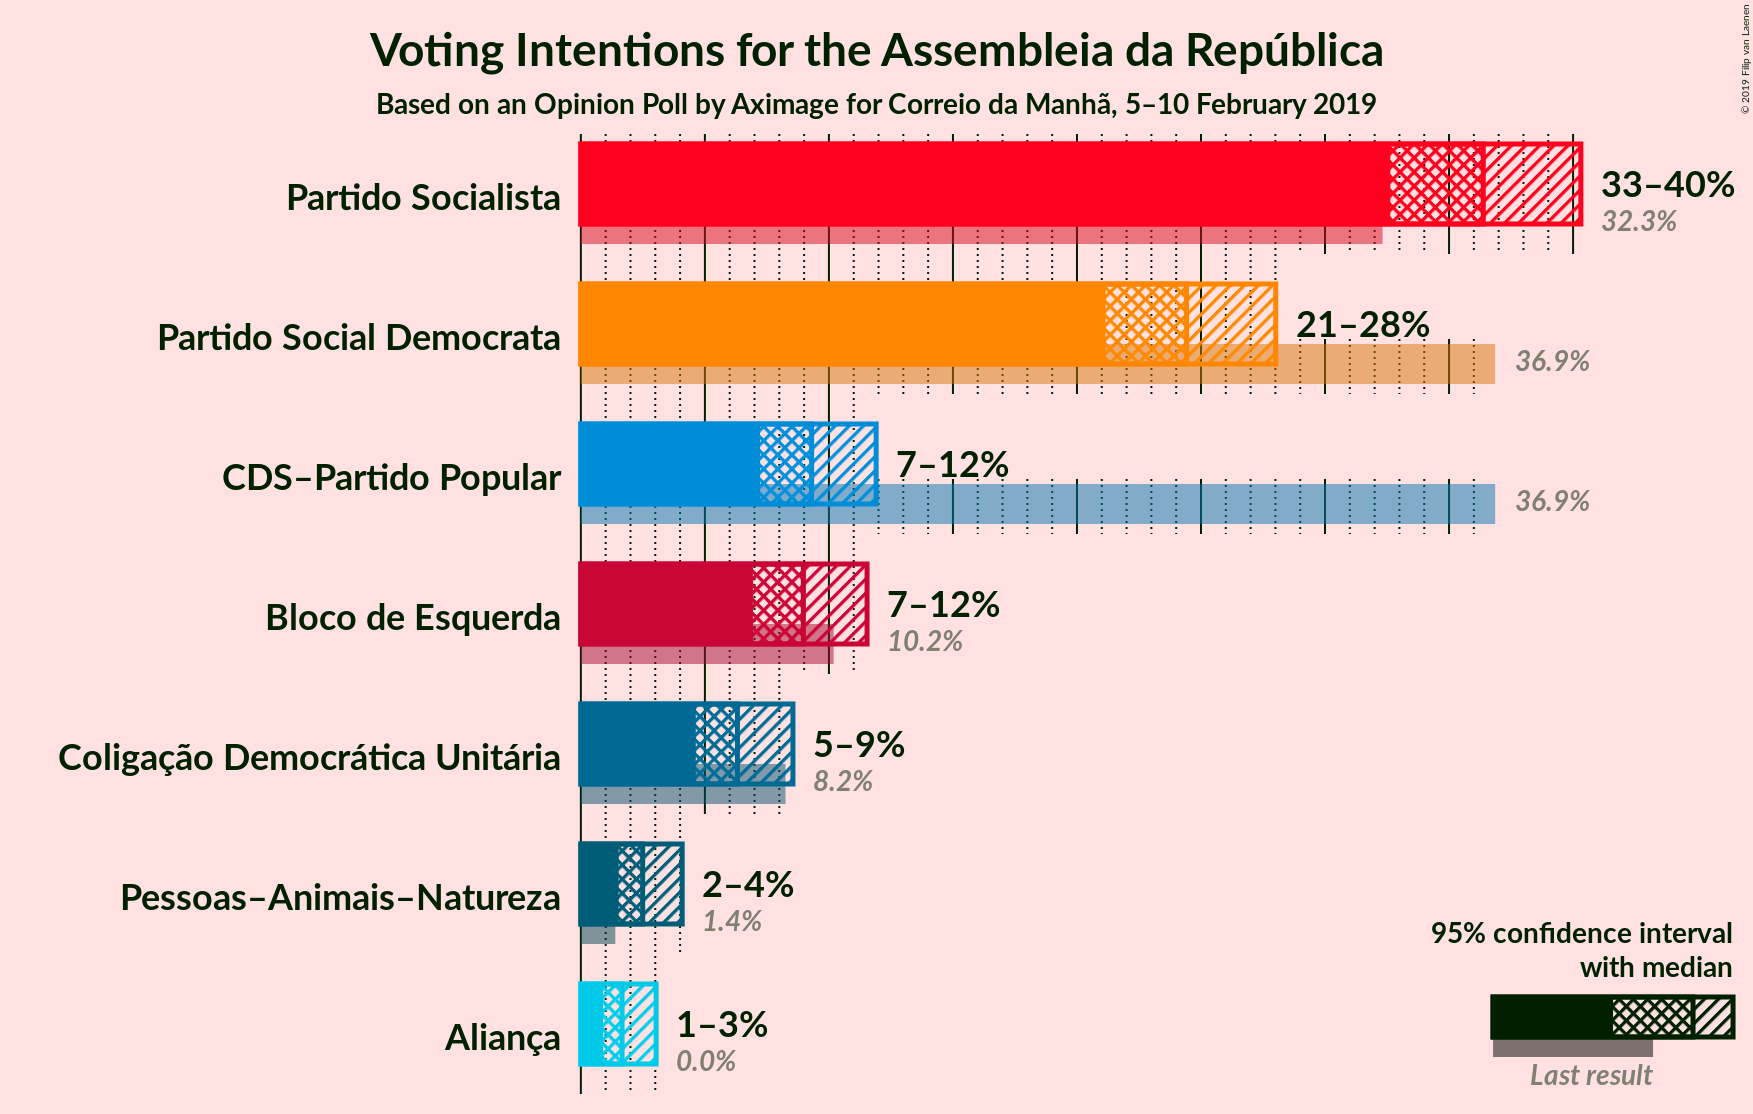 Voting Intentions for the Assembleia da República
Based on an Opinion Poll by Aximage for Correio da Manhã, 5–10 February 2019
© 2019 Filip van Laenen
Partido Socialista
33–40%
32.3%
Partido Social Democrata
21–28%
36.9%
CDS–Partido Popular
7–12%
36.9%
Bloco de Esquerda
7–12%
10.2%
Coligação Democrática Unitária
5–9%
8.2%
Pessoas–Animais–Natureza
2–4%
1.4%
Aliança
1–3%
0.0%
95% confidence interval
with median
Last result